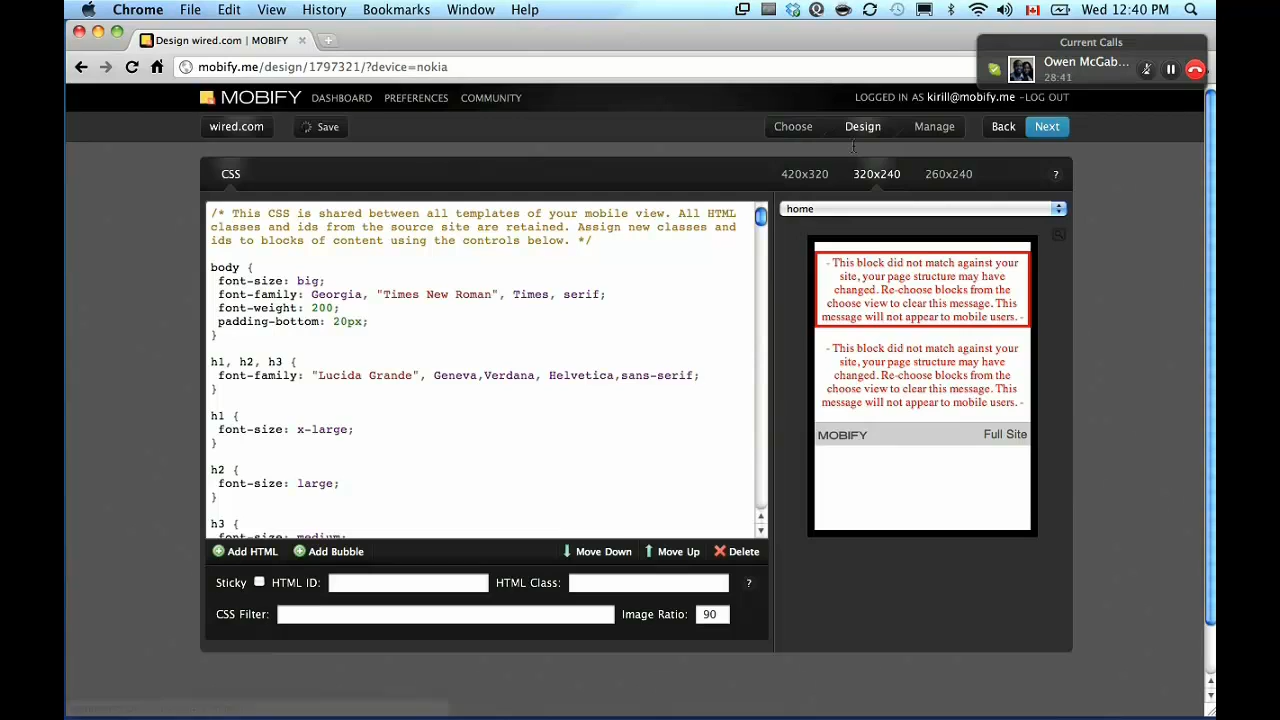 Chrome File Edit View History Bookmarks Window Help Wed 12:40 PM
Design wired.com | MOBIFY
mobify.me/design/1797321/?device=nokia
Current Calls
Owen McGab...
28:41
MOBIFY DASHBOARD PREFERENCES COMMUNITY LOGGED IN AS kirill@mobify.me -LOG OUT
wired.com Save Choose Design Manage Back Next
CSS 420x320 320x240 260x240 ?
home
/* This CSS is shared between all templates of your mobile view. All HTML
classes and ids from the source site are retained. Assign new classes and
ids to blocks of content using the controls below. */
body {
font-size: big;
font-family: Georgia, "Times New Roman", Times, serif;
font-weight: 200;
padding-bottom: 20px;
}
h1, h2, h3 {
font-family: "Lucida Grande", Geneva,Verdana, Helvetica,sans-serif;
}
h1 {
font-size: x-large;
}
h2 {
font-size: large;
}
h3 {
font-size: medium;
- This block did not match against your
site, your page structure may have
changed. Re-choose blocks from the
choose view to clear this message. This
message will not appear to mobile users. -
- This block did not match against your
site, your page structure may have
changed. Re-choose blocks from the
choose view to clear this message. This
message will not appear to mobile users. -
MOBIFY Full Site
Add HTML Add Bubble Move Down Move Up Delete
Sticky HTML ID: HTML Class: ?
CSS Filter: Image Ratio: 90